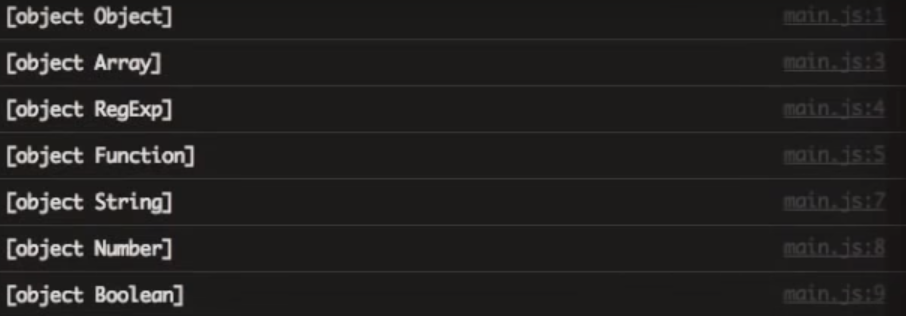 [object Object] main.js:1
[object Array] main.js:3
[object RegExp] main.js:4
[object Function] main.js:5
[object String] main.js:7
[object Number] main.js:8
[object Boolean] main.js:9